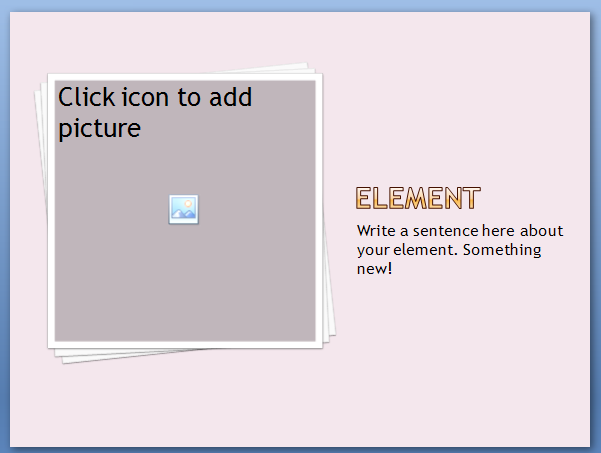 Click icon to add
picture
ELEMENT
Write a sentence here about
your element. Something
new!